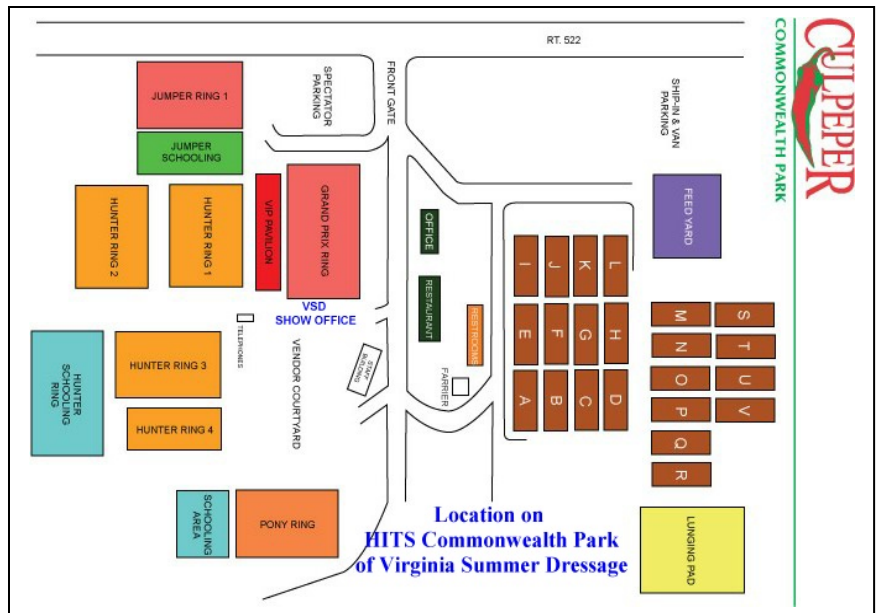 CULPEPER
COMMONWEALTH PARK
RT. 522
FRONT GATE
SPECTATOR
PARKING
SHIP-IN & VAN
PARKING
JUMPER RING 1
JUMPER
SCHOOLING
HUNTER RING 2
HUNTER RING 1
VIP PAVILION
GRAND PRIX RING
OFFICE
RESTAURANT
RESTROOMS
FARRIER
FEED YARD
I
J
K
L
E
F
G
H
A
B
C
D
M
N
O
P
Q
R
S
T
U
V
VSD
SHOW OFFICE
TELEPHONES
VENDOR COURTYARD
STAFF
BUILDING
HUNTER
SCHOOLING
RING
HUNTER RING 3
HUNTER RING 4
SCHOOLING
AREA
PONY RING
LUNGING PAD
Location on
HITS Commonwealth Park
of Virginia Summer Dressage